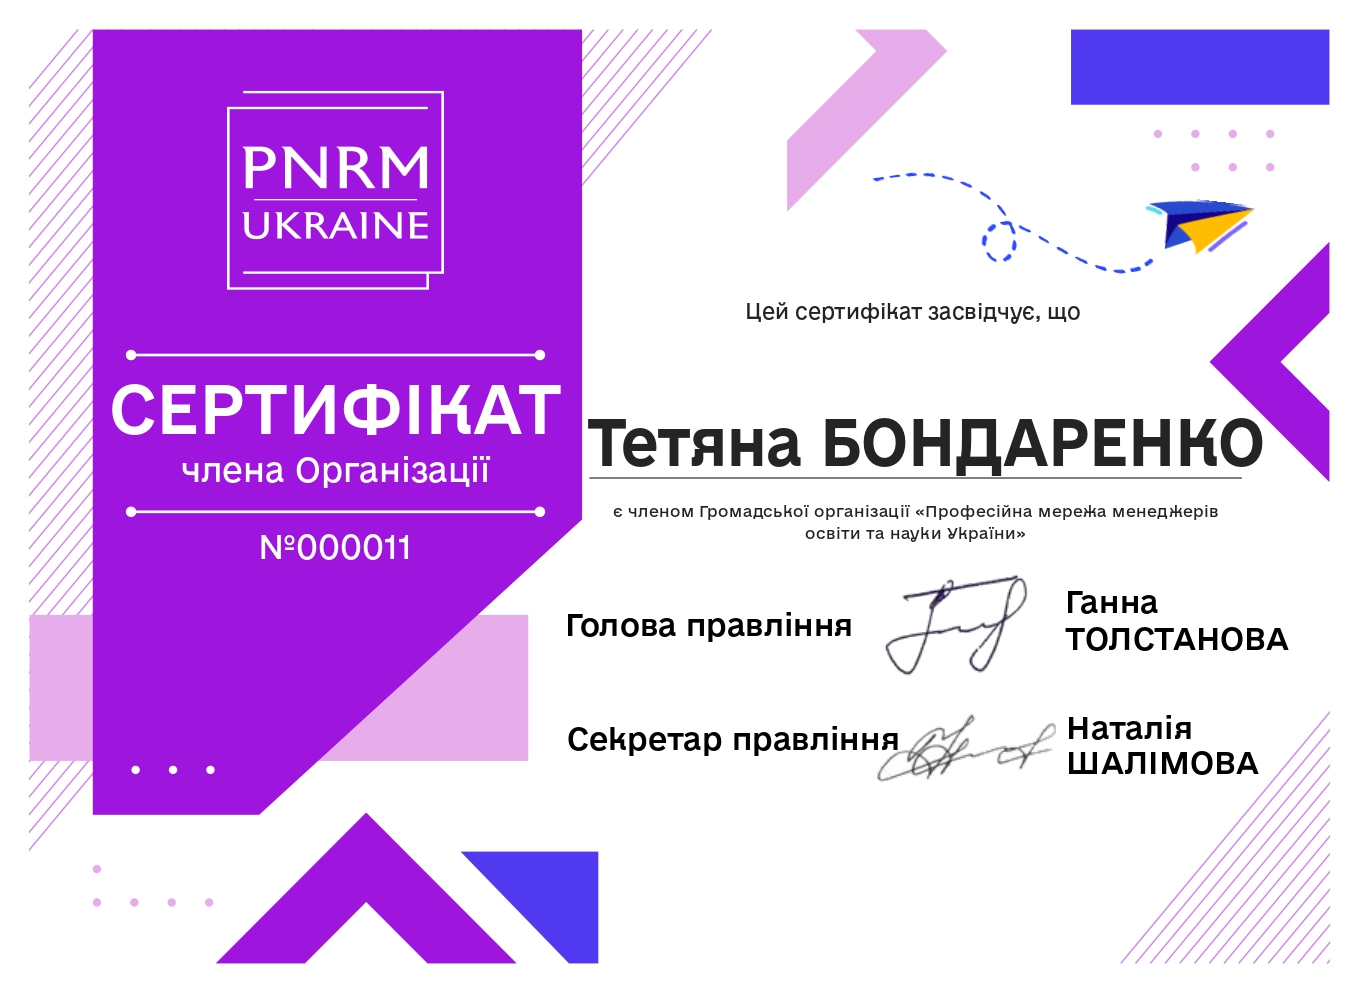 PNRM
UKRAINE
СЕРТИФІКАТ
члена Організації
№000011
Цей сертифікат засвідчує, що
Тетяна БОНДАРЕНКО
є членом Громадської організації «Професійна мережа менеджерів
освіти та науки України»
Голова правління
Ганна
ТОЛСТАНОВА
Секретар правління
Наталія
ШАЛІМОВА